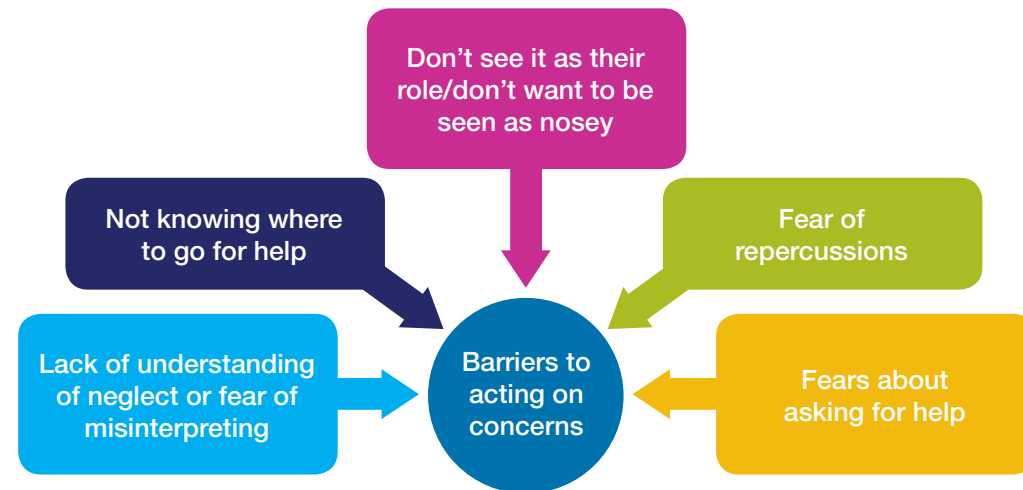 Don’t see it as their
role/don’t want to be
seen as nosey
Not knowing where
to go for help
Fear of
repercussions
Lack of understanding
of neglect or fear of
misinterpreting
Barriers to
acting on
concerns
Fears about
asking for help